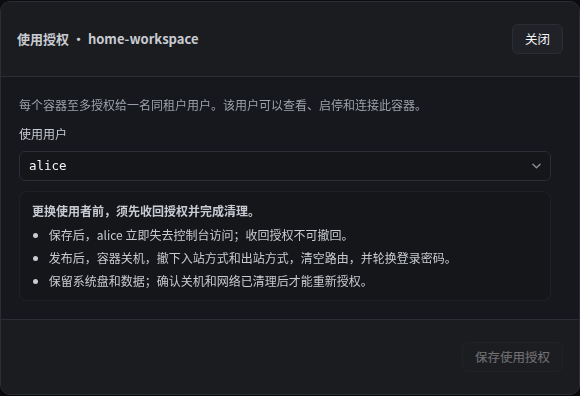 使用授权 · home-workspace
关闭
每个容器至多授权给一名同租户用户。该用户可以查看、启停和连接此容器。
使用用户
alice
更换使用者前，须先收回授权并完成清理。
• 保存后，alice 立即失去控制台访问；收回授权不可撤回。
• 发布后，容器关机，撤下入站方式和出站方式，清空路由，并轮换登录密码。
• 保留系统盘和数据；确认关机和网络已清理后才能重新授权。
保存使用授权